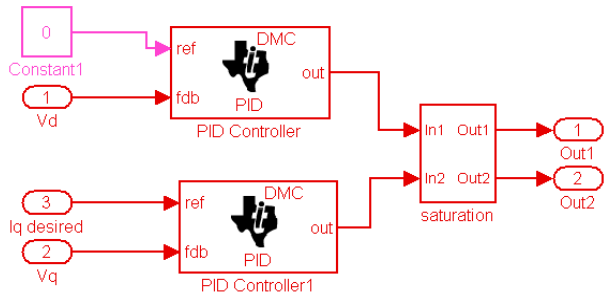 0
Constant1
1
Vd
ref
fdb
DMC
PID
out
PID Controller
3
Iq desired
2
Vq
ref
fdb
DMC
PID
out
PID Controller1
In1
Out1
In2
Out2
saturation
1
Out1
2
Out2